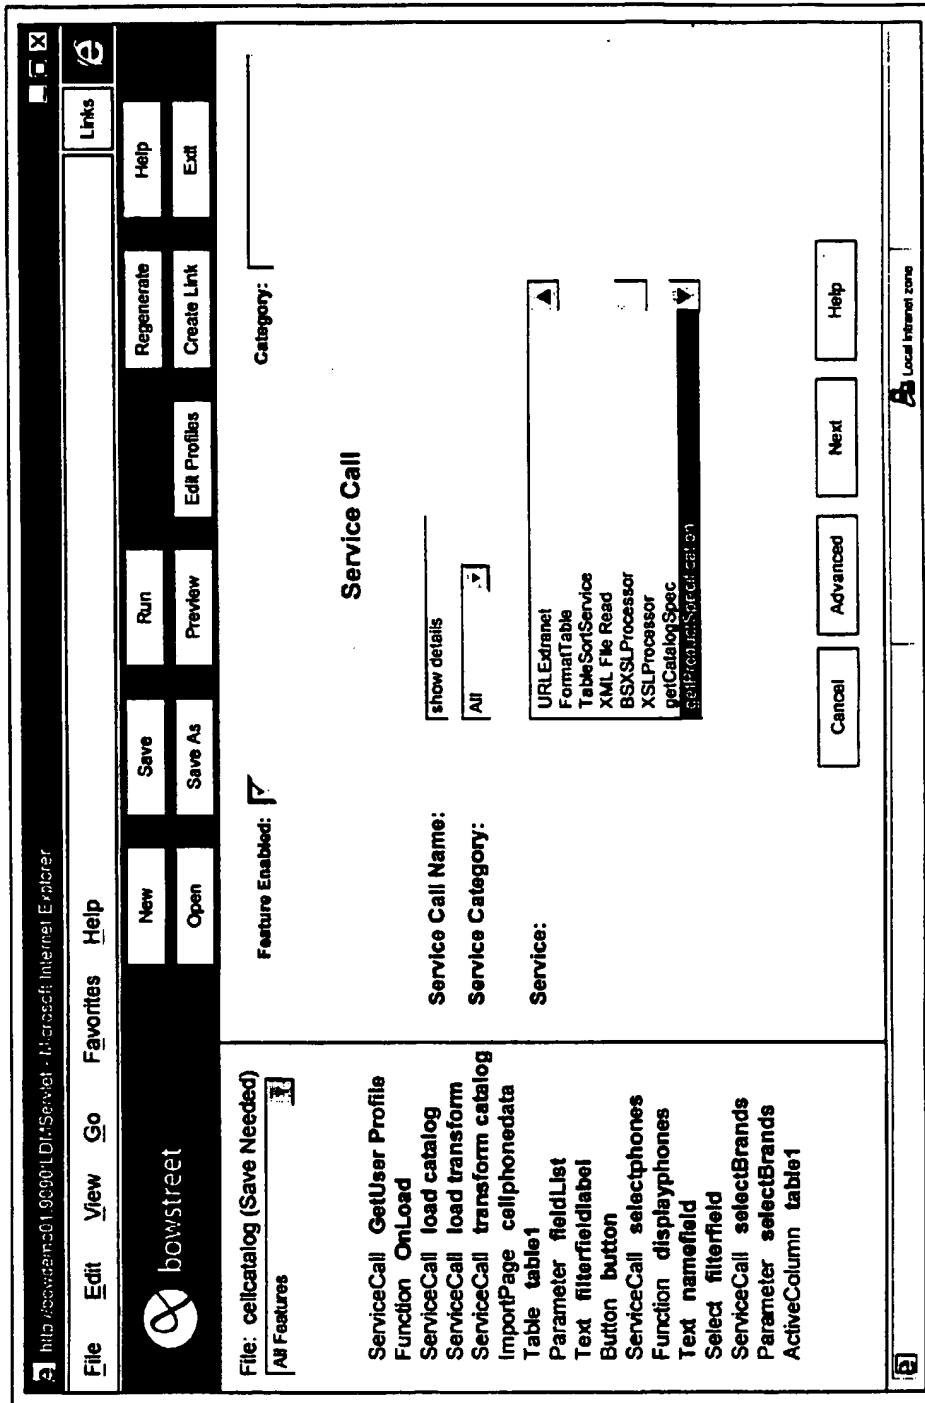 http://bowdemo01:9090/LDMServlet - Microsoft Internet Explorer
File Edit View Go Favorites Help
Links
bowstreet
New Save Run Regenerate Help
Open Save As Preview Edit Profiles Create Link Exit
File: cellcatalog (Save Needed)
All Features
Feature Enabled:
Category:
ServiceCall GetUser Profile
Function OnLoad
ServiceCall load catalog
ServiceCall load transform
ServiceCall transform catalog
ImportPage cellphonedata
Table table1
Parameter fieldList
Text filterfieldlabel
Button button
ServiceCall selectphones
Function displayphones
Text namefield
Select filterfield
ServiceCall selectBrands
Parameter selectBrands
ActiveColumn table1
Service Call
Service Call Name: show details
Service Category: All
Service:
URLExtranet
FormatTable
TableSortService
XML File Read
BSXSLProcessor
XSLProcessor
getCatalogSpec
getProductSpecification
Cancel Advanced Next Help
Local intranet zone